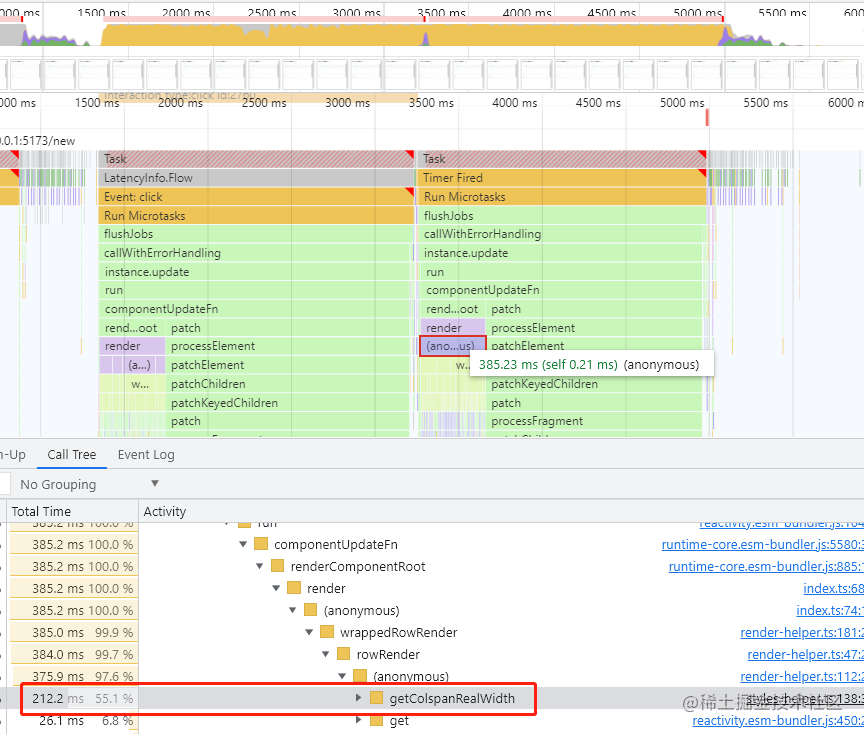 000 ms 1500 ms 2000 ms 2500 ms 3000 ms 3500 ms 4000 ms 4500 ms 5000 ms 5500 ms 600
000 ms 1500 ms 2000 ms 2500 ms 3000 ms 3500 ms 4000 ms 4500 ms 5000 ms 5500 ms 6000 m
Interaction type:click id:2760
.0.1:5173/new
Task Task
LatencyInfo.Flow Timer Fired
Event: click Run Microtasks
Run Microtasks flushJobs
flushJobs callWithErrorHandling
callWithErrorHandling instance.update
instance.update run
run componentUpdateFn
componentUpdateFn rend...oot patch
rend...oot patch render processElement
render processElement (ano...us) patchElement
(a...) patchElement w...
385.23 ms (self 0.21 ms) (anonymous)
w... patchChildren patchKeyedChildren
patchKeyedChildren patch
patch processFragment
n-Up Call Tree Event Log
No Grouping ▼
Total Time Activity
385.2 ms 100.0 % run reactivity.esm-bundler.js:164
385.2 ms 100.0 % ▼ componentUpdateFn runtime-core.esm-bundler.js:5580:3
385.2 ms 100.0 % ▼ renderComponentRoot runtime-core.esm-bundler.js:885:1
385.2 ms 100.0 % ▼ render index.ts:68
385.2 ms 100.0 % ▼ (anonymous) index.ts:74:1
385.0 ms 99.9 % ▼ wrappedRowRender render-helper.ts:181:2
384.0 ms 99.6 % ▼ rowRender render-helper.ts:47:2
375.9 ms 97.6 % ▼ (anonymous) render-helper.ts:112:2
212.2 ms 55.1 % ▶ getColspanRealWidth styles-helper.ts:138:3
@稀土掘金技术社区
26.1 ms 6.8 % ▶ get reactivity.esm-bundler.js:450:2